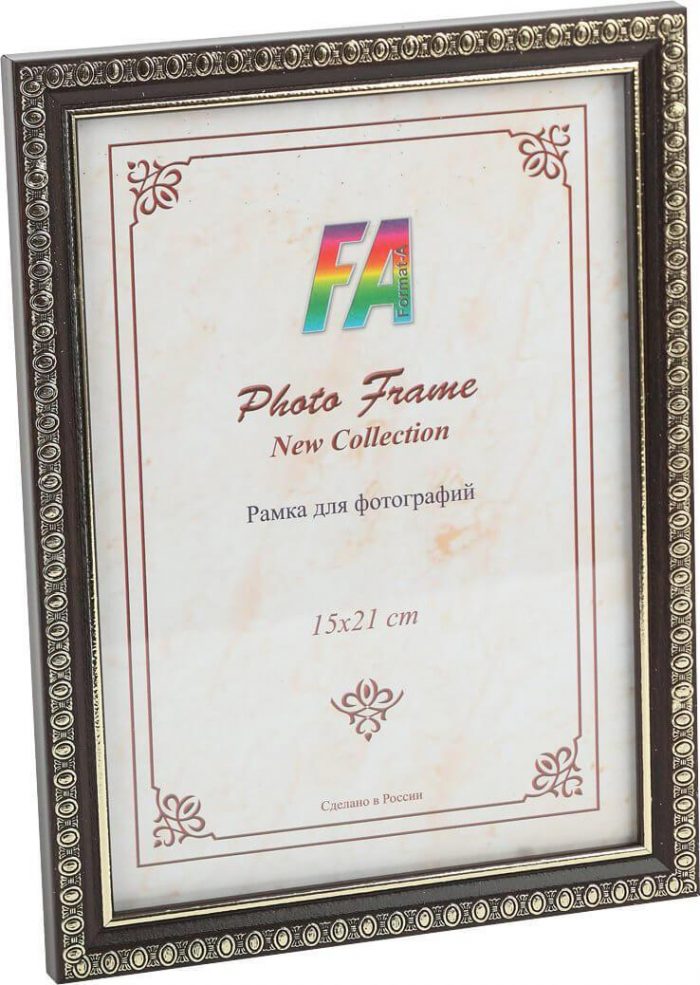 FA
Format-A
Photo Frame
New Collection
Рамка для фотографий
15x21 cm
Сделано в России